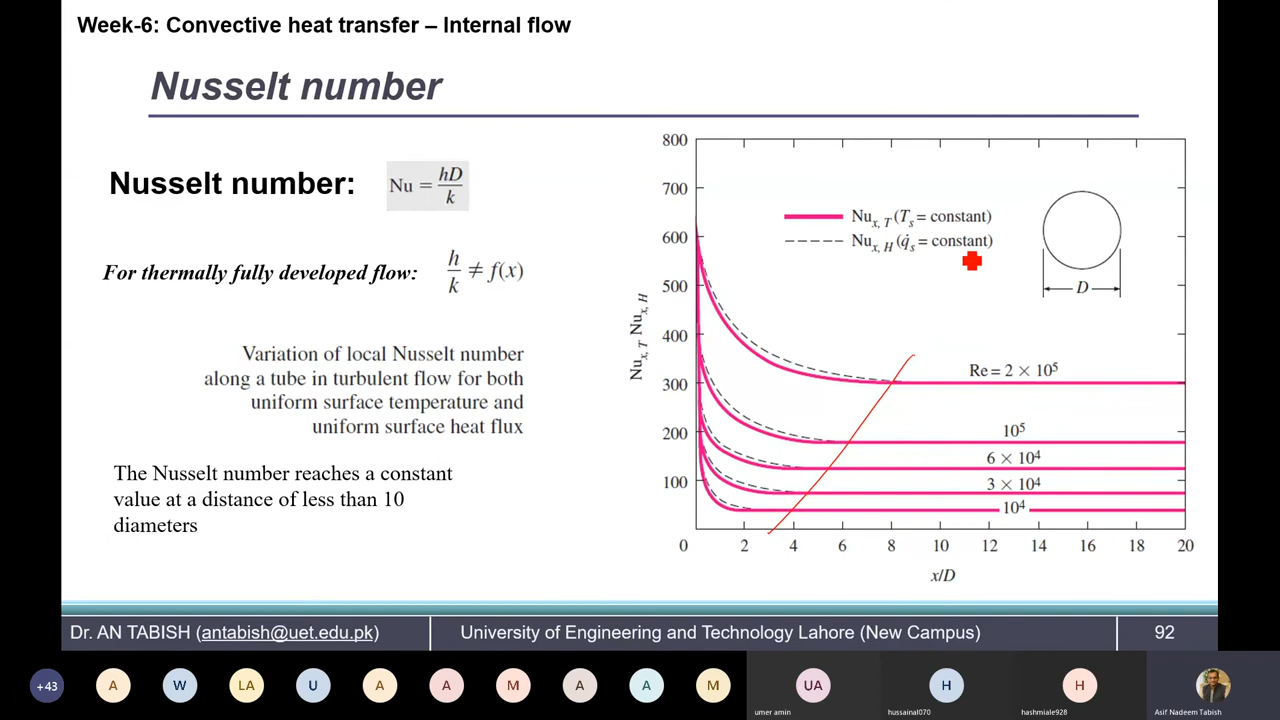 Week-6: Convective heat transfer – Internal flow
Nusselt number
Nusselt number:
Nu = hD/k
For thermally fully developed flow:
h/k ≠ f(x)
Variation of local Nusselt number
along a tube in turbulent flow for both
uniform surface temperature and
uniform surface heat flux
The Nusselt number reaches a constant
value at a distance of less than 10
diameters
800
700
600
500
400
300
200
100
Nux, T Nux, H
Nux, T (Ts = constant)
Nux, H (q̇s = constant)
D
Re = 2 × 10⁵
10⁵
6 × 10⁴
3 × 10⁴
10⁴
0 2 4 6 8 10 12 14 16 18 20
x/D
Dr. AN TABISH (antabish@uet.edu.pk)
University of Engineering and Technology Lahore (New Campus)
92
+43 A W LA U A A M A A M UA H H
umer amin
hussainal070
hashmiale928
Asif Nadeem Tabish